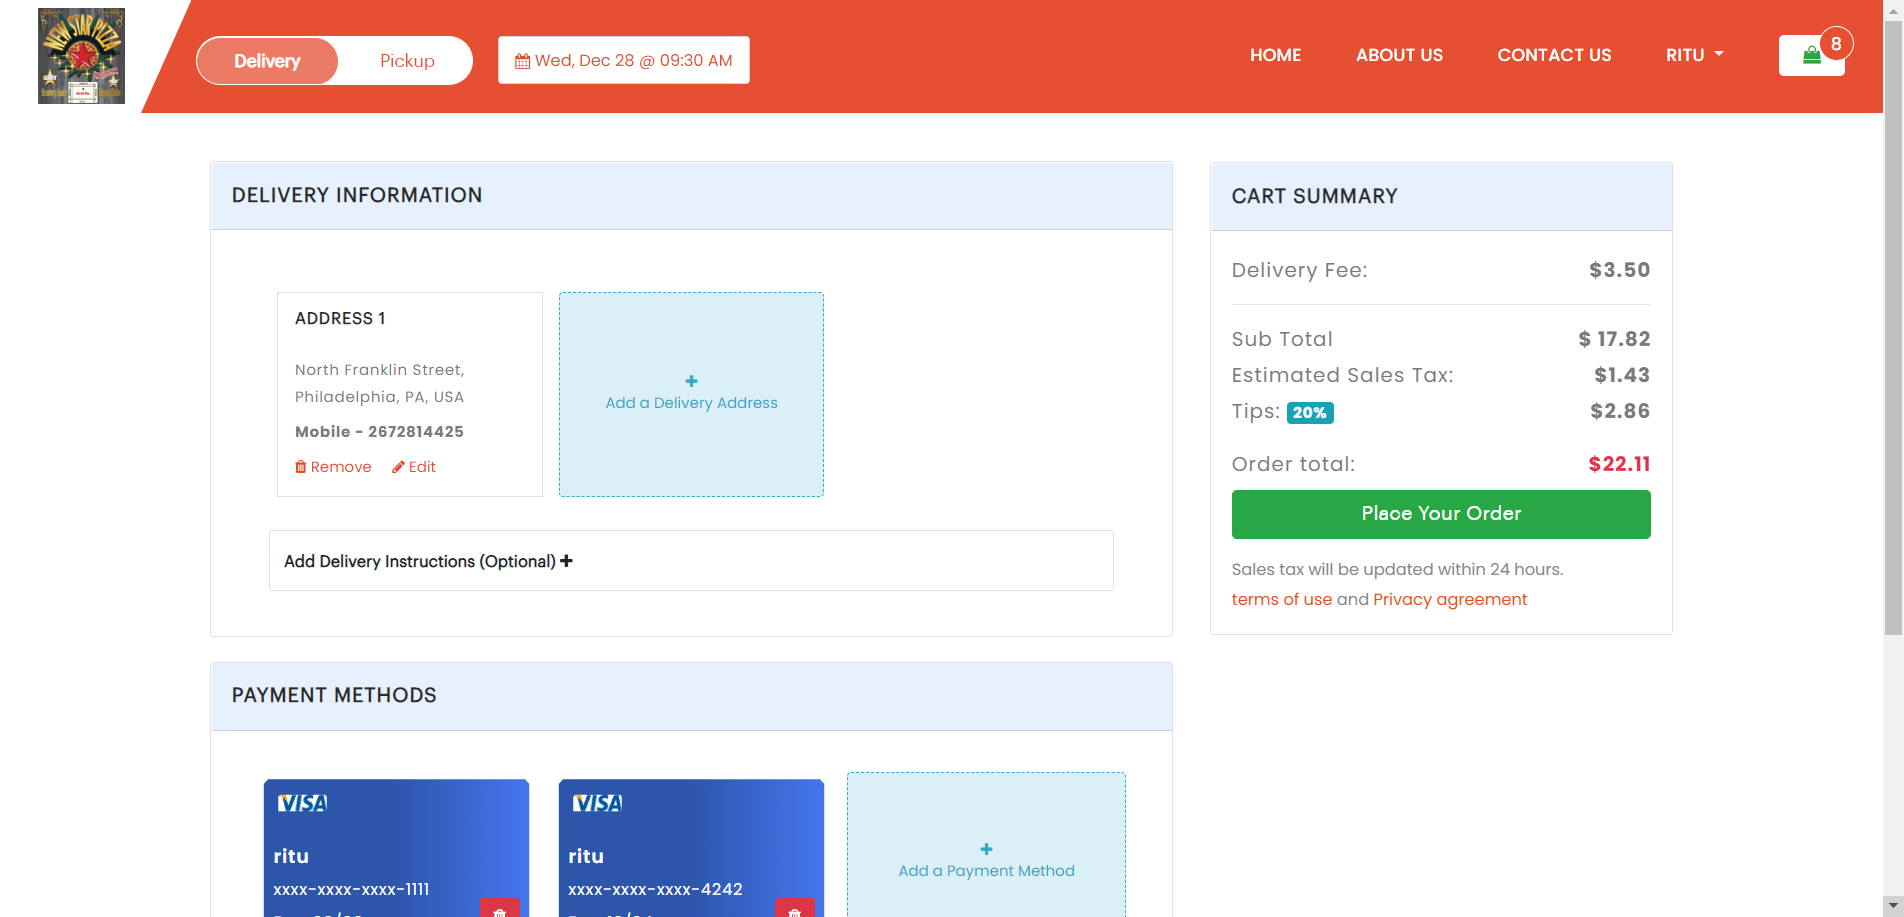 NEW STAR PIZZA
Delivery
Pickup
Wed, Dec 28 @ 09:30 AM
HOME
ABOUT US
CONTACT US
RITU
8
DELIVERY INFORMATION
ADDRESS 1
North Franklin Street,
Philadelphia, PA, USA
Mobile - 2672814425
Remove
Edit
Add a Delivery Address
Add Delivery Instructions (Optional)
PAYMENT METHODS
VISA
ritu
xxxx-xxxx-xxxx-1111
VISA
ritu
xxxx-xxxx-xxxx-4242
Add a Payment Method
CART SUMMARY
Delivery Fee: $3.50
Sub Total $ 17.82
Estimated Sales Tax: $1.43
Tips: 20% $2.86
Order total: $22.11
Place Your Order
Sales tax will be updated within 24 hours.
terms of use and Privacy agreement